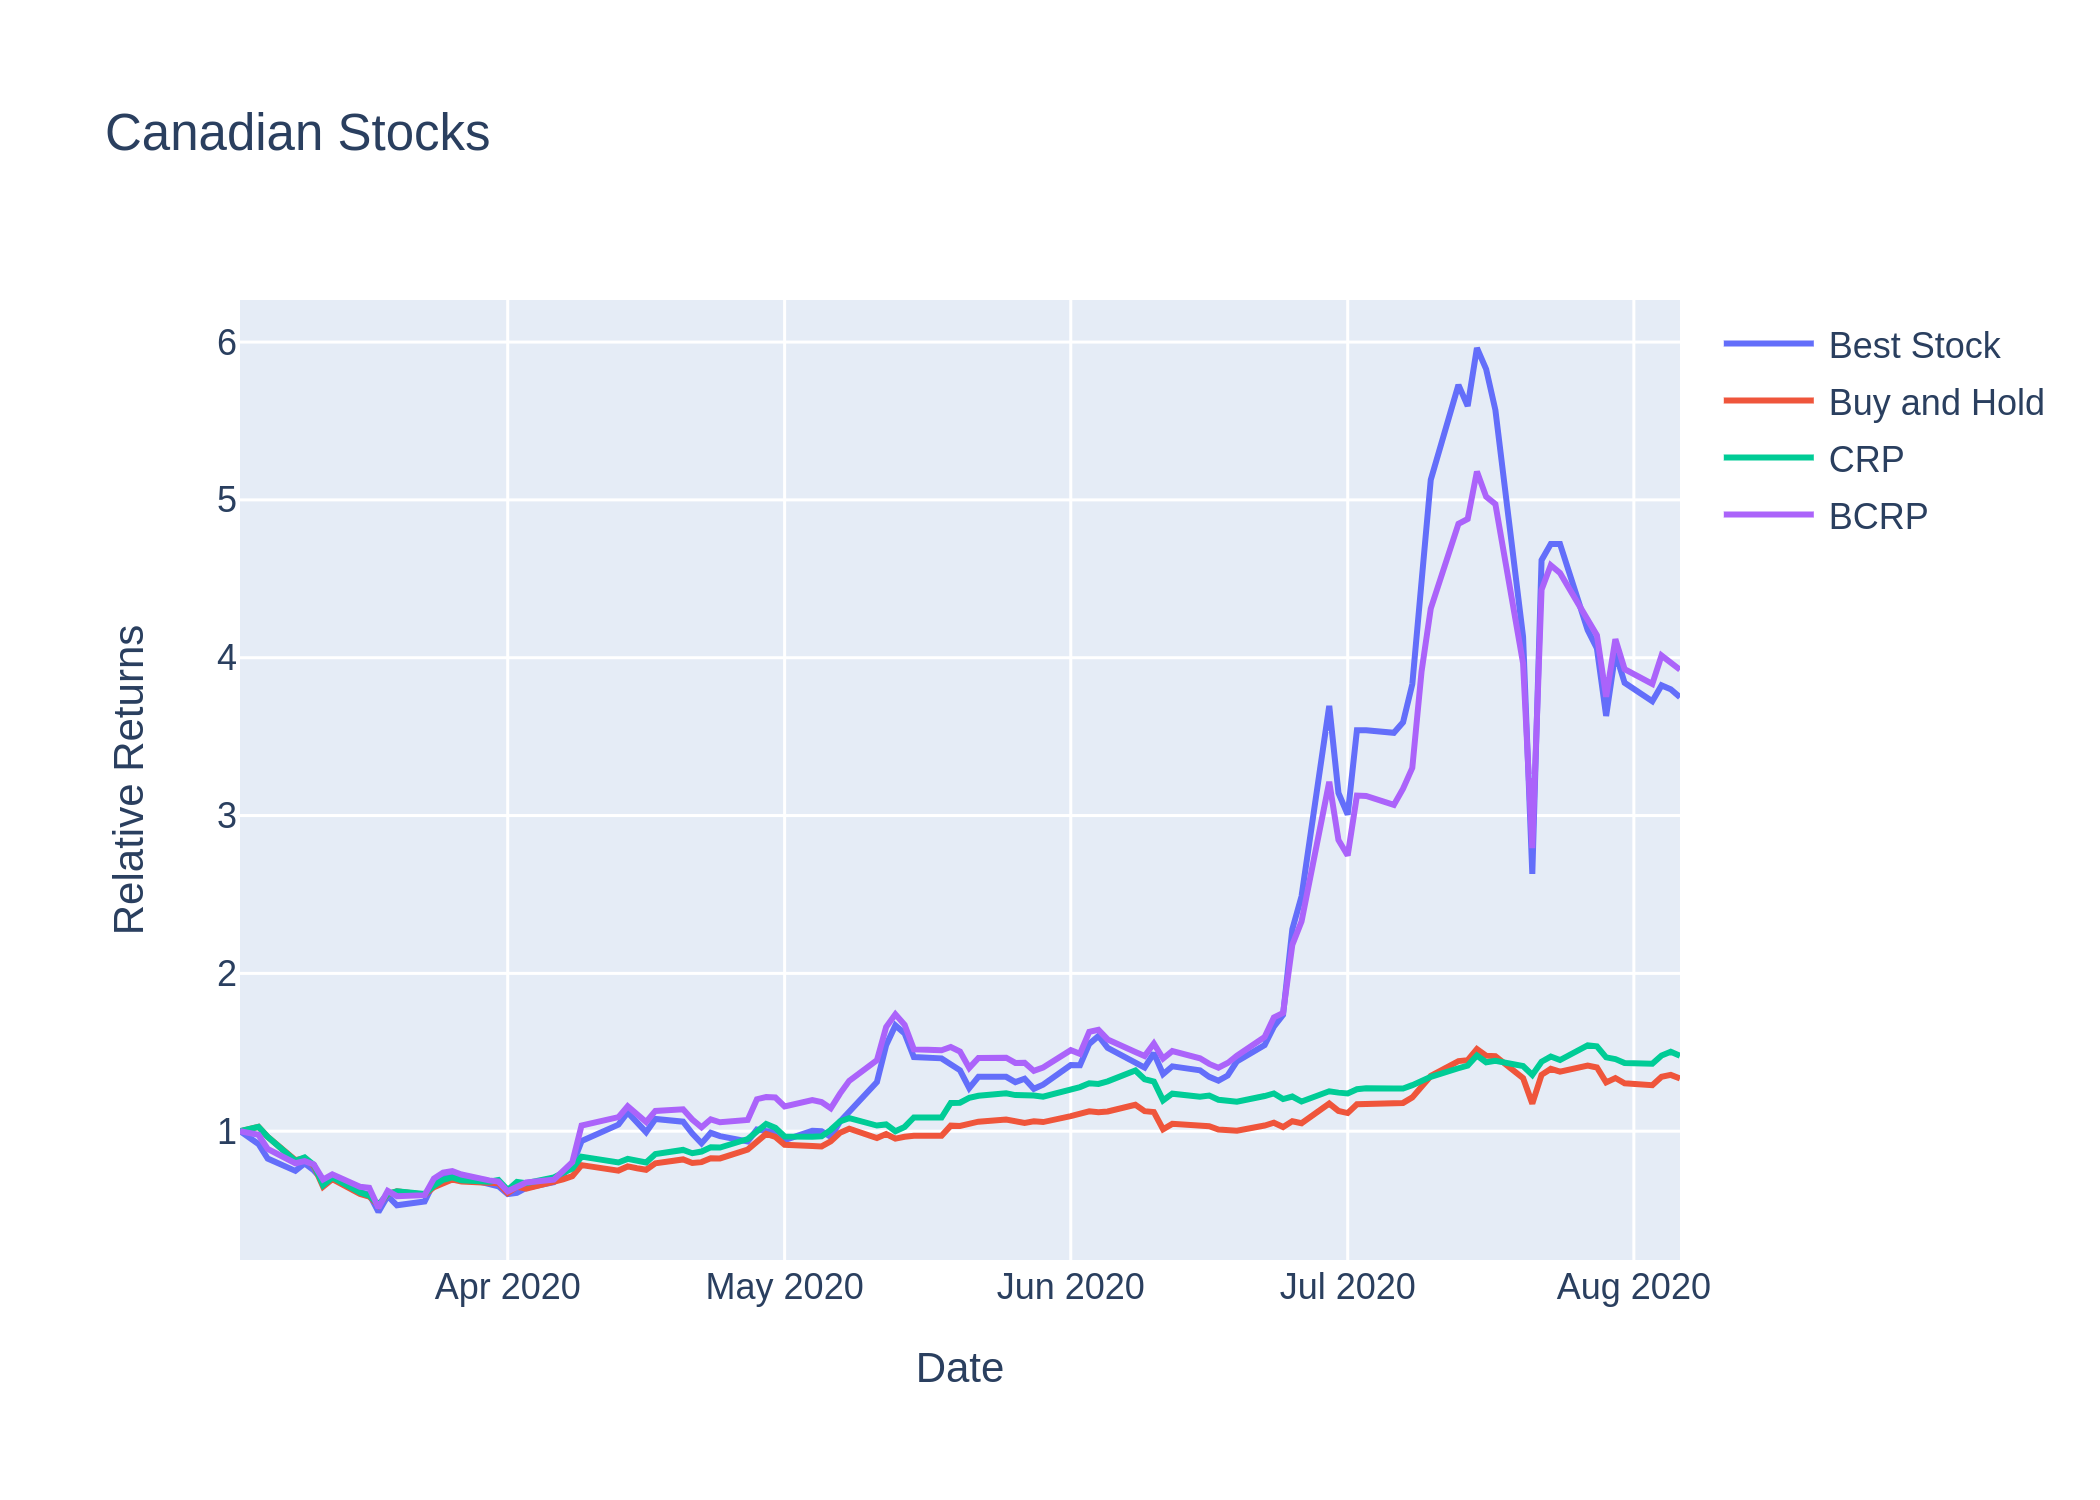 Canadian Stocks
6
5
4
3
2
1
Relative Returns
Apr 2020
May 2020
Jun 2020
Jul 2020
Aug 2020
Date
Best Stock
Buy and Hold
CRP
BCRP